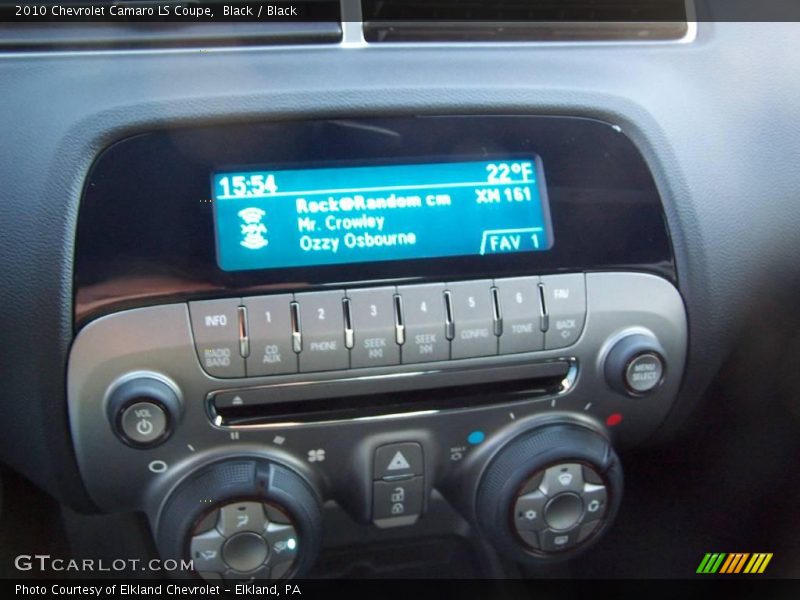 2010 Chevrolet Camaro LS Coupe,  Black / Black
15:54 22°F
Rock@Random cm XM 161
XM
Mr. Crowley
Ozzy Osbourne
FAV 1
INFO 1 2 3 4 5 6 FAV
RADIO BAND CD AUX PHONE SEEK SEEK CONFIG TONE BACK
MENU SELECT
VOL
GTCARLOT.COM
Photo Courtesy of Elkland Chevrolet - Elkland, PA